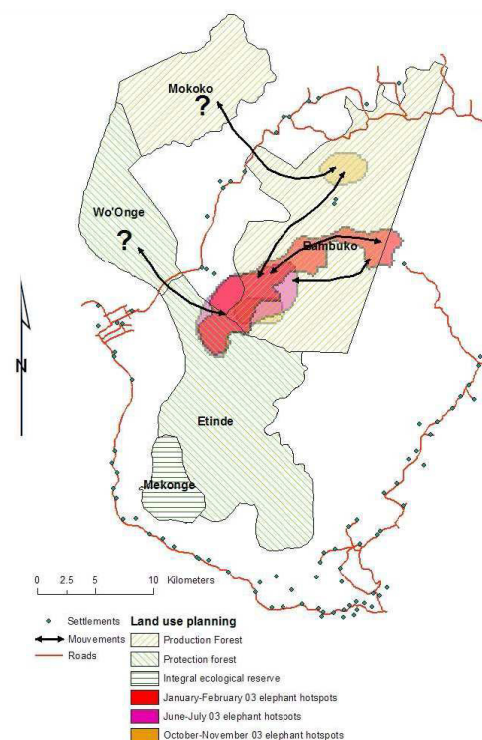 Mokoko
?
Wo'Onge
?
Bambuko
N
Etinde
Mekonge
0 2.5 5 10 Kilometers
Settlements
Mouvements
Roads
Land use planning
Production Forest
Protection forest
Integral ecological reserve
January-February 03 elephant hotspots
June-July 03 elephant hotspots
October-November 03 elephant hotspots